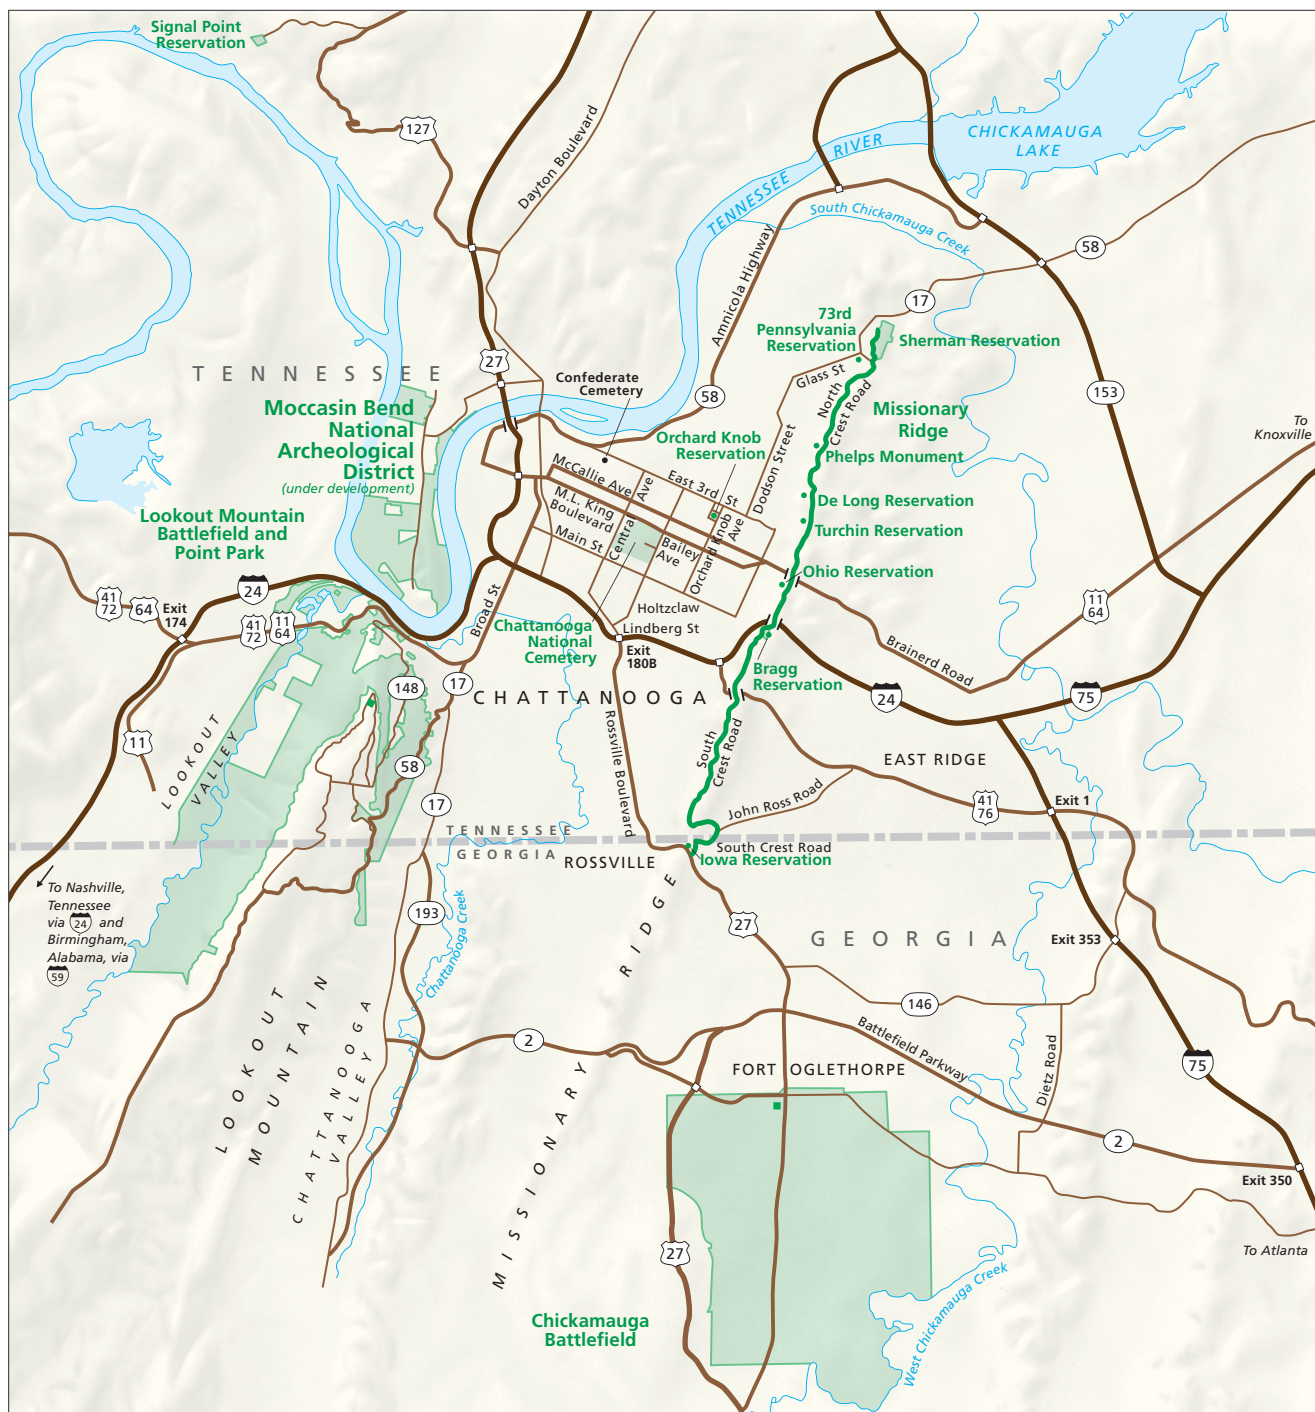 Signal Point
Reservation
127
Dayton Boulevard
CHICKAMAUGA
LAKE
TENNESSEE
RIVER
South Chickamauga Creek
58
Amnicola Highway
17
73rd
Pennsylvania
Reservation
Sherman Reservation
TENNESSEE
27
Confederate
Cemetery
58
Glass St
North
Crest Road
153
Moccasin Bend
National
Archeological
District
(under development)
Missionary
Ridge
To
Knoxville
Orchard Knob
Reservation
Phelps Monument
McCallie Ave
East 3rd St
Dodson Street
M.L. King
Boulevard
Central
Ave
De Long Reservation
Lookout Mountain
Battlefield and
Point Park
Main St
Bailey
Ave
Orchard Knob
Ave
Turchin Reservation
Ohio Reservation
24
41
72
64
Exit
174
41
72
11
64
Broad St
Holtzclaw
Lindberg St
11
64
Chattanooga
National
Cemetery
Exit
180B
Brainerd Road
Bragg
Reservation
148
17
CHATTANOOGA
24
75
11
LOOKOUT
VALLEY
Rossville Boulevard
South
Crest Road
EAST RIDGE
58
17
John Ross Road
41
76
Exit 1
TENNESSEE
GEORGIA
South Crest Road
ROSSVILLE
Iowa Reservation
To Nashville,
Tennessee
via 24 and
Birmingham,
Alabama, via
59
193
Chattanooga Creek
27
GEORGIA
Exit 353
146
LOOKOUT
MOUNTAIN
CHATTANOOGA
VALLEY
MISSIONARY
RIDGE
2
Battlefield Parkway
FORT OGLETHORPE
Dietz Road
75
2
Exit 350
27
To Atlanta
Chickamauga
Battlefield
West Chickamauga Creek